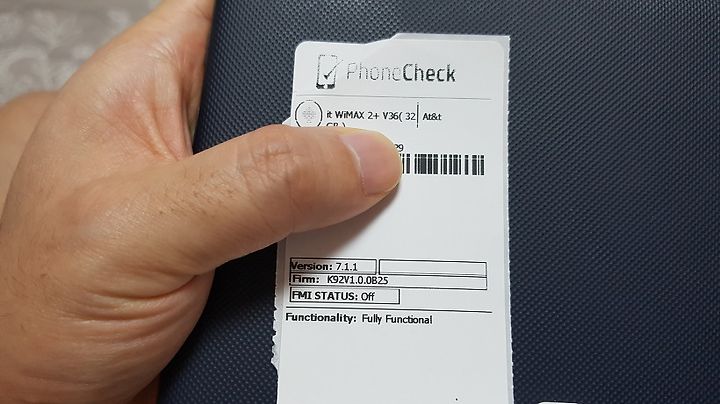 PhoneCheck
it WiMAX 2+ V36( 32 At&t
GB )
29
Version: 7.1.1
Firm: K92V1.0.0B25
FMI STATUS: Off
Functionality: Fully Functional